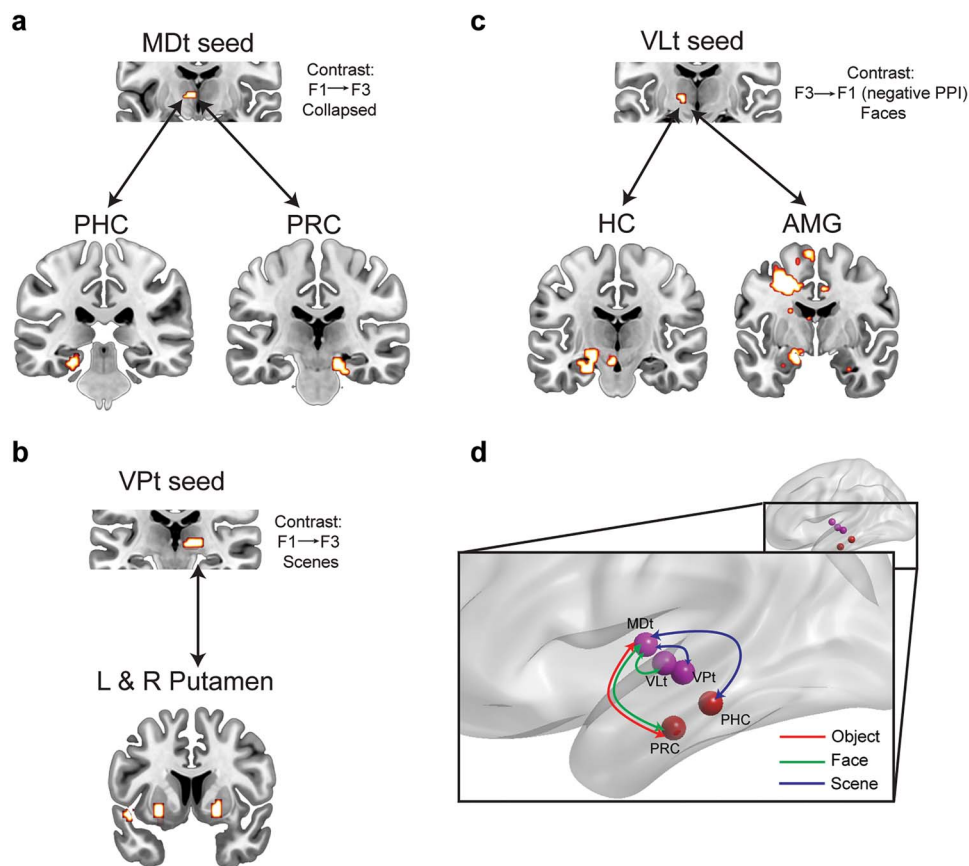 a
MDt seed
Contrast:
F1→F3
Collapsed
PHC
PRC
b
VPt seed
Contrast:
F1→F3
Scenes
L & R Putamen
c
VLt seed
Contrast:
F3→F1 (negative PPI)
Faces
HC
AMG
d
MDt
VLt
VPt
PHC
PRC
Object
Face
Scene